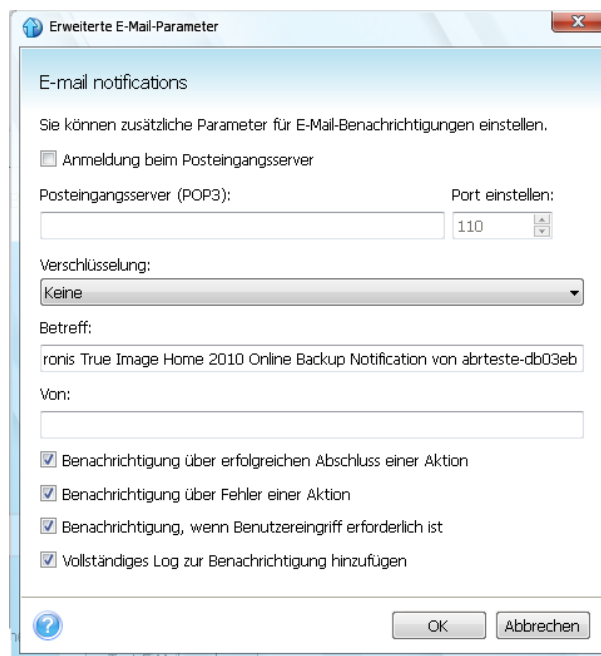 Erweiterte E-Mail-Parameter
E-mail notifications
Sie können zusätzliche Parameter für E-Mail-Benachrichtigungen einstellen.
Anmeldung beim Posteingangsserver
Posteingangsserver (POP3): Port einstellen:
110
Verschlüsselung:
Keine
Betreff:
ronis True Image Home 2010 Online Backup Notification von abrteste-db03eb
Von:
Benachrichtigung über erfolgreichen Abschluss einer Aktion
Benachrichtigung über Fehler einer Aktion
Benachrichtigung, wenn Benutzereingriff erforderlich ist
Vollständiges Log zur Benachrichtigung hinzufügen
OK Abbrechen